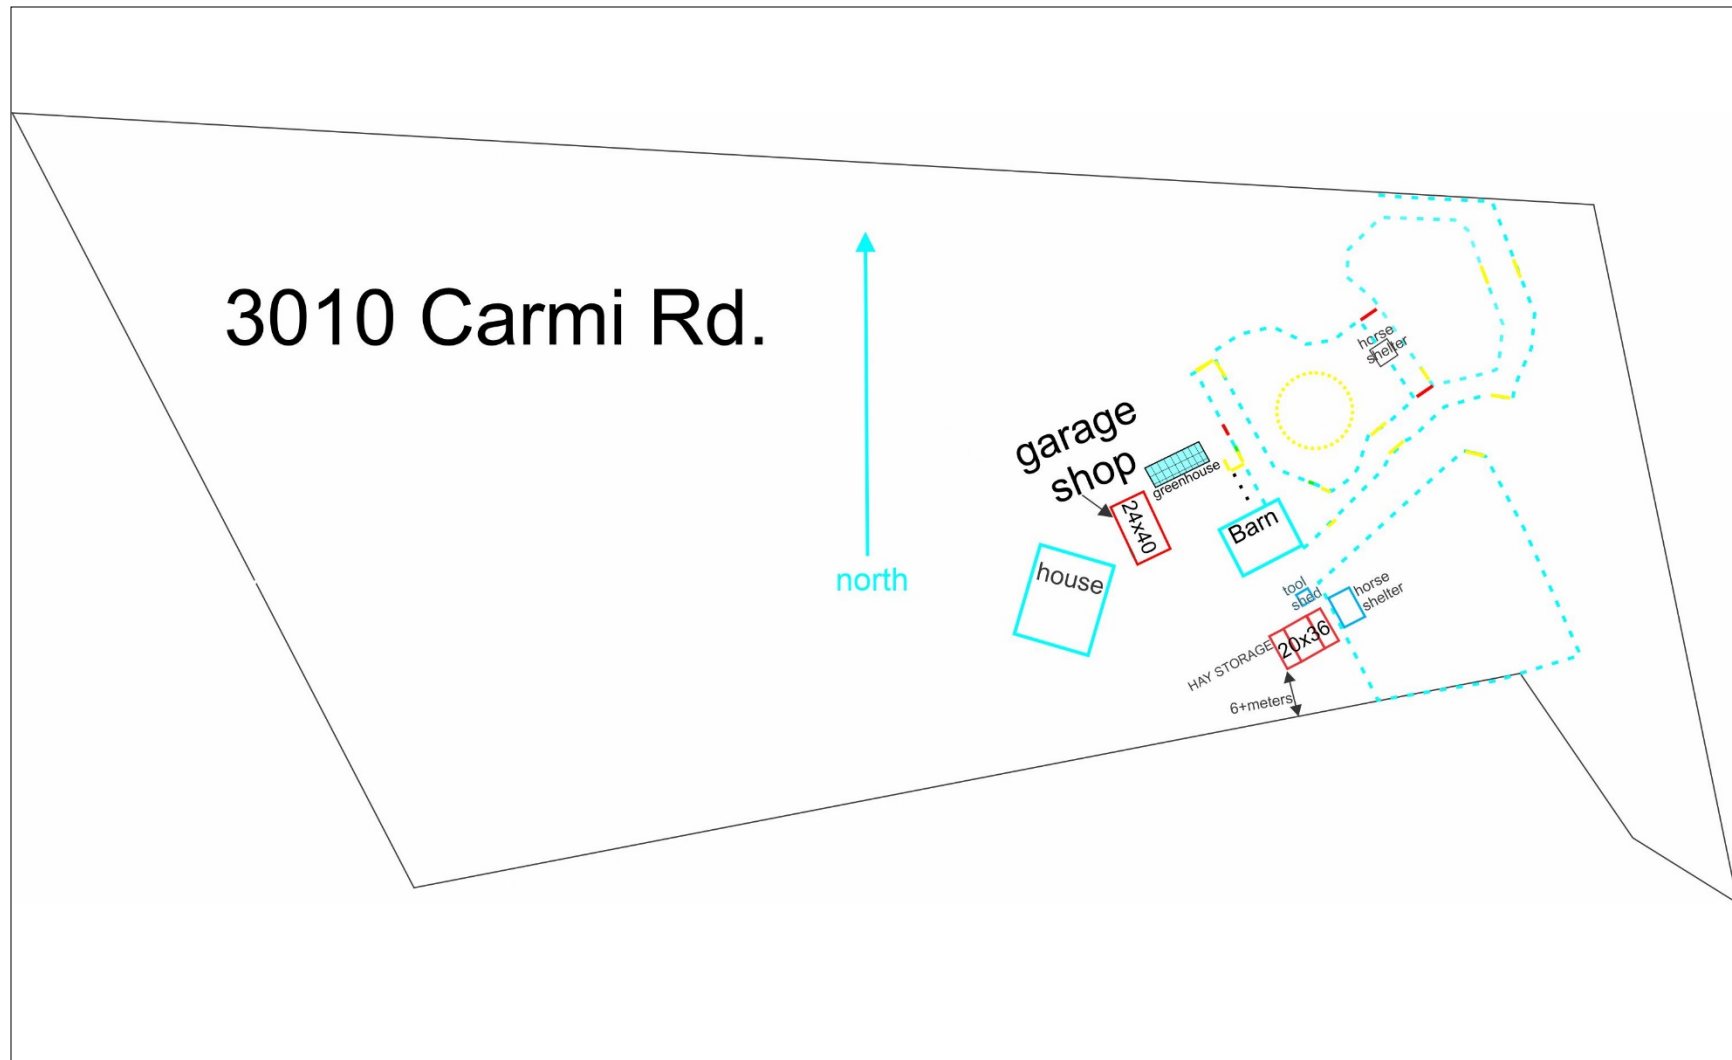 3010 Carmi Rd.
north
garage
shop
24x40
greenhouse
house
Barn
horse
shelter
tool
shed
horse
shelter
HAY STORAGE
20x36
6+meters